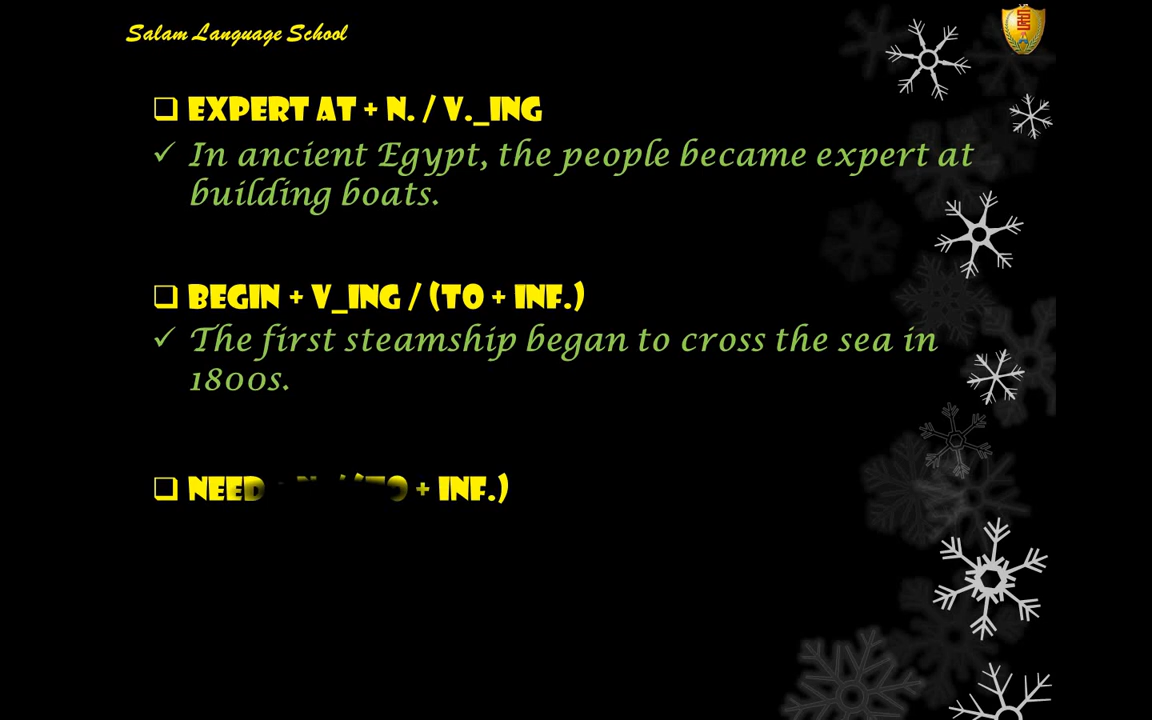 Salam Language School
EXPERT AT + N. / V._ING
In ancient Egypt, the people became expert at
building boats.
BEGIN + V_ING / (TO + INF.)
The first steamship began to cross the sea in
1800s.
NEED + N. / (TO + INF.)